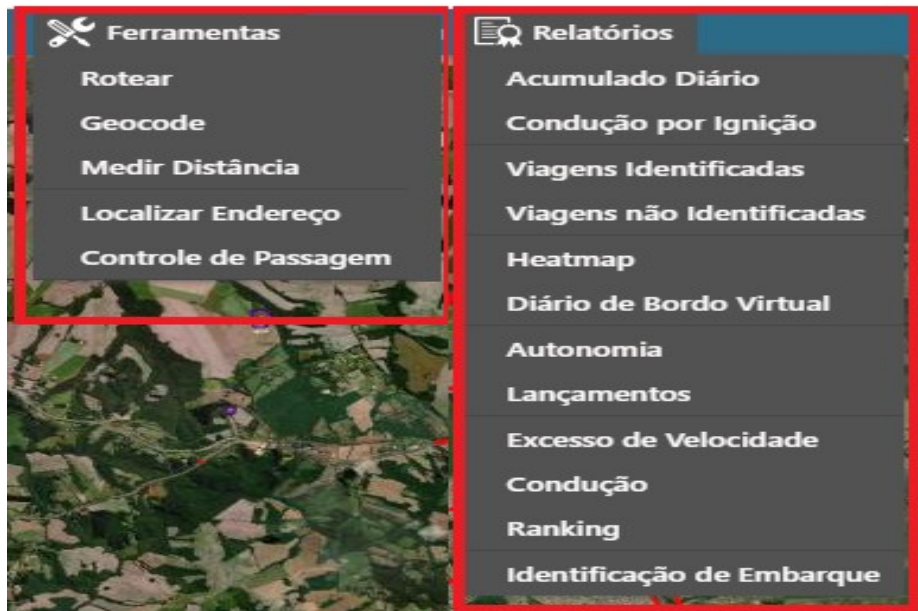 Ferramentas
Rotear
Geocode
Medir Distância
Localizar Endereço
Controle de Passagem
Relatórios
Acumulado Diário
Condução por Ignição
Viagens Identificadas
Viagens não Identificadas
Heatmap
Diário de Bordo Virtual
Autonomia
Lançamentos
Excesso de Velocidade
Condução
Ranking
Identificação de Embarque